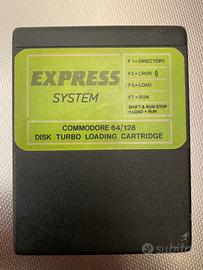 EXPRESS
SYSTEM
F1=DIRECTORY
F3=CRSR
F5=LOAD
F7=RUN
SHIFT & RUN STOP
=LOAD + RUN
COMMODORE 64/128
DISK TURBO LOADING CARTRIDGE
subito